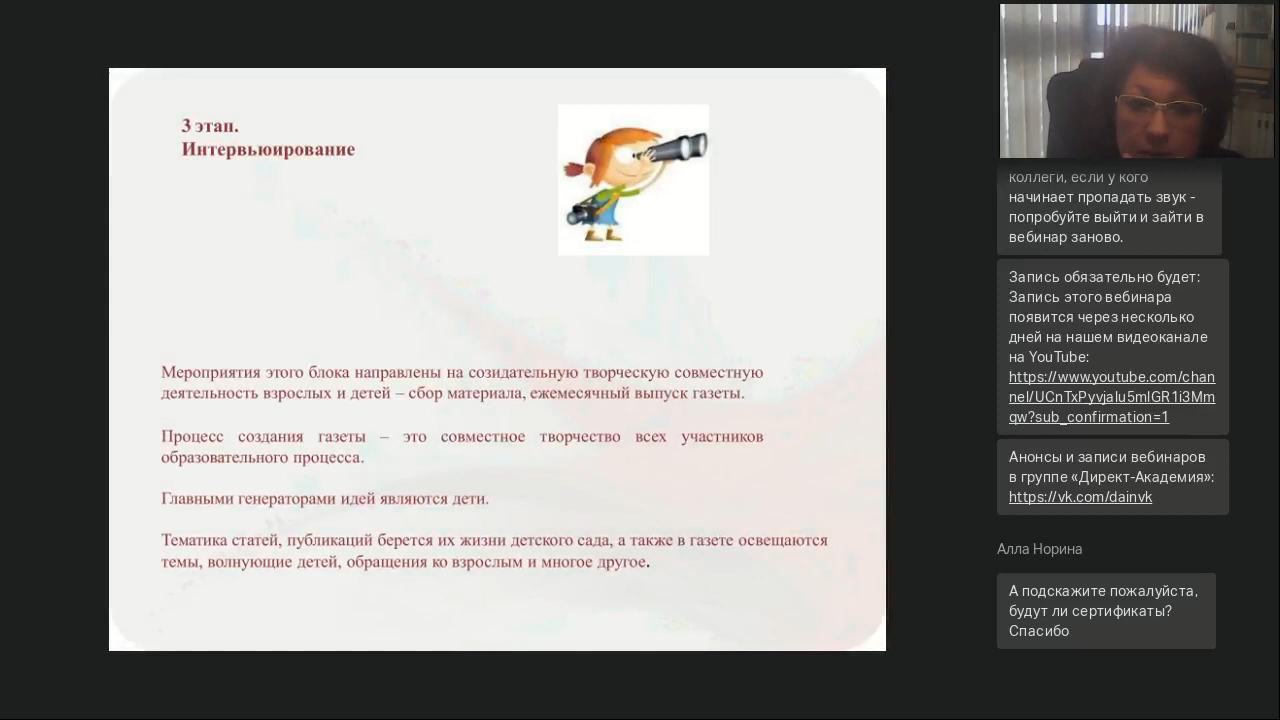 3 этап.
Интервьюирование
Мероприятия этого блока направлены на созидательную творческую совместную
деятельность взрослых и детей – сбор материала, ежемесячный выпуск газеты.
Процесс создания газеты – это совместное творчество всех участников
образовательного процесса.
Главными генераторами идей являются дети.
Тематика статей, публикаций берется их жизни детского сада, а также в газете освещаются
темы, волнующие детей, обращения ко взрослым и многое другое.
коллеги, если у кого
начинает пропадать звук -
попробуйте выйти и зайти в
вебинар заново.
Запись обязательно будет:
Запись этого вебинара
появится через несколько
дней на нашем видеоканале
на YouTube:
https://www.youtube.com/chan
nel/UCnTxPyvjalu5mlGR1i3Mm
qw?sub_confirmation=1
Анонсы и записи вебинаров
в группе «Директ-Академия»:
https://vk.com/dainvk
Алла Норина
А подскажите пожалуйста,
будут ли сертификаты?
Спасибо